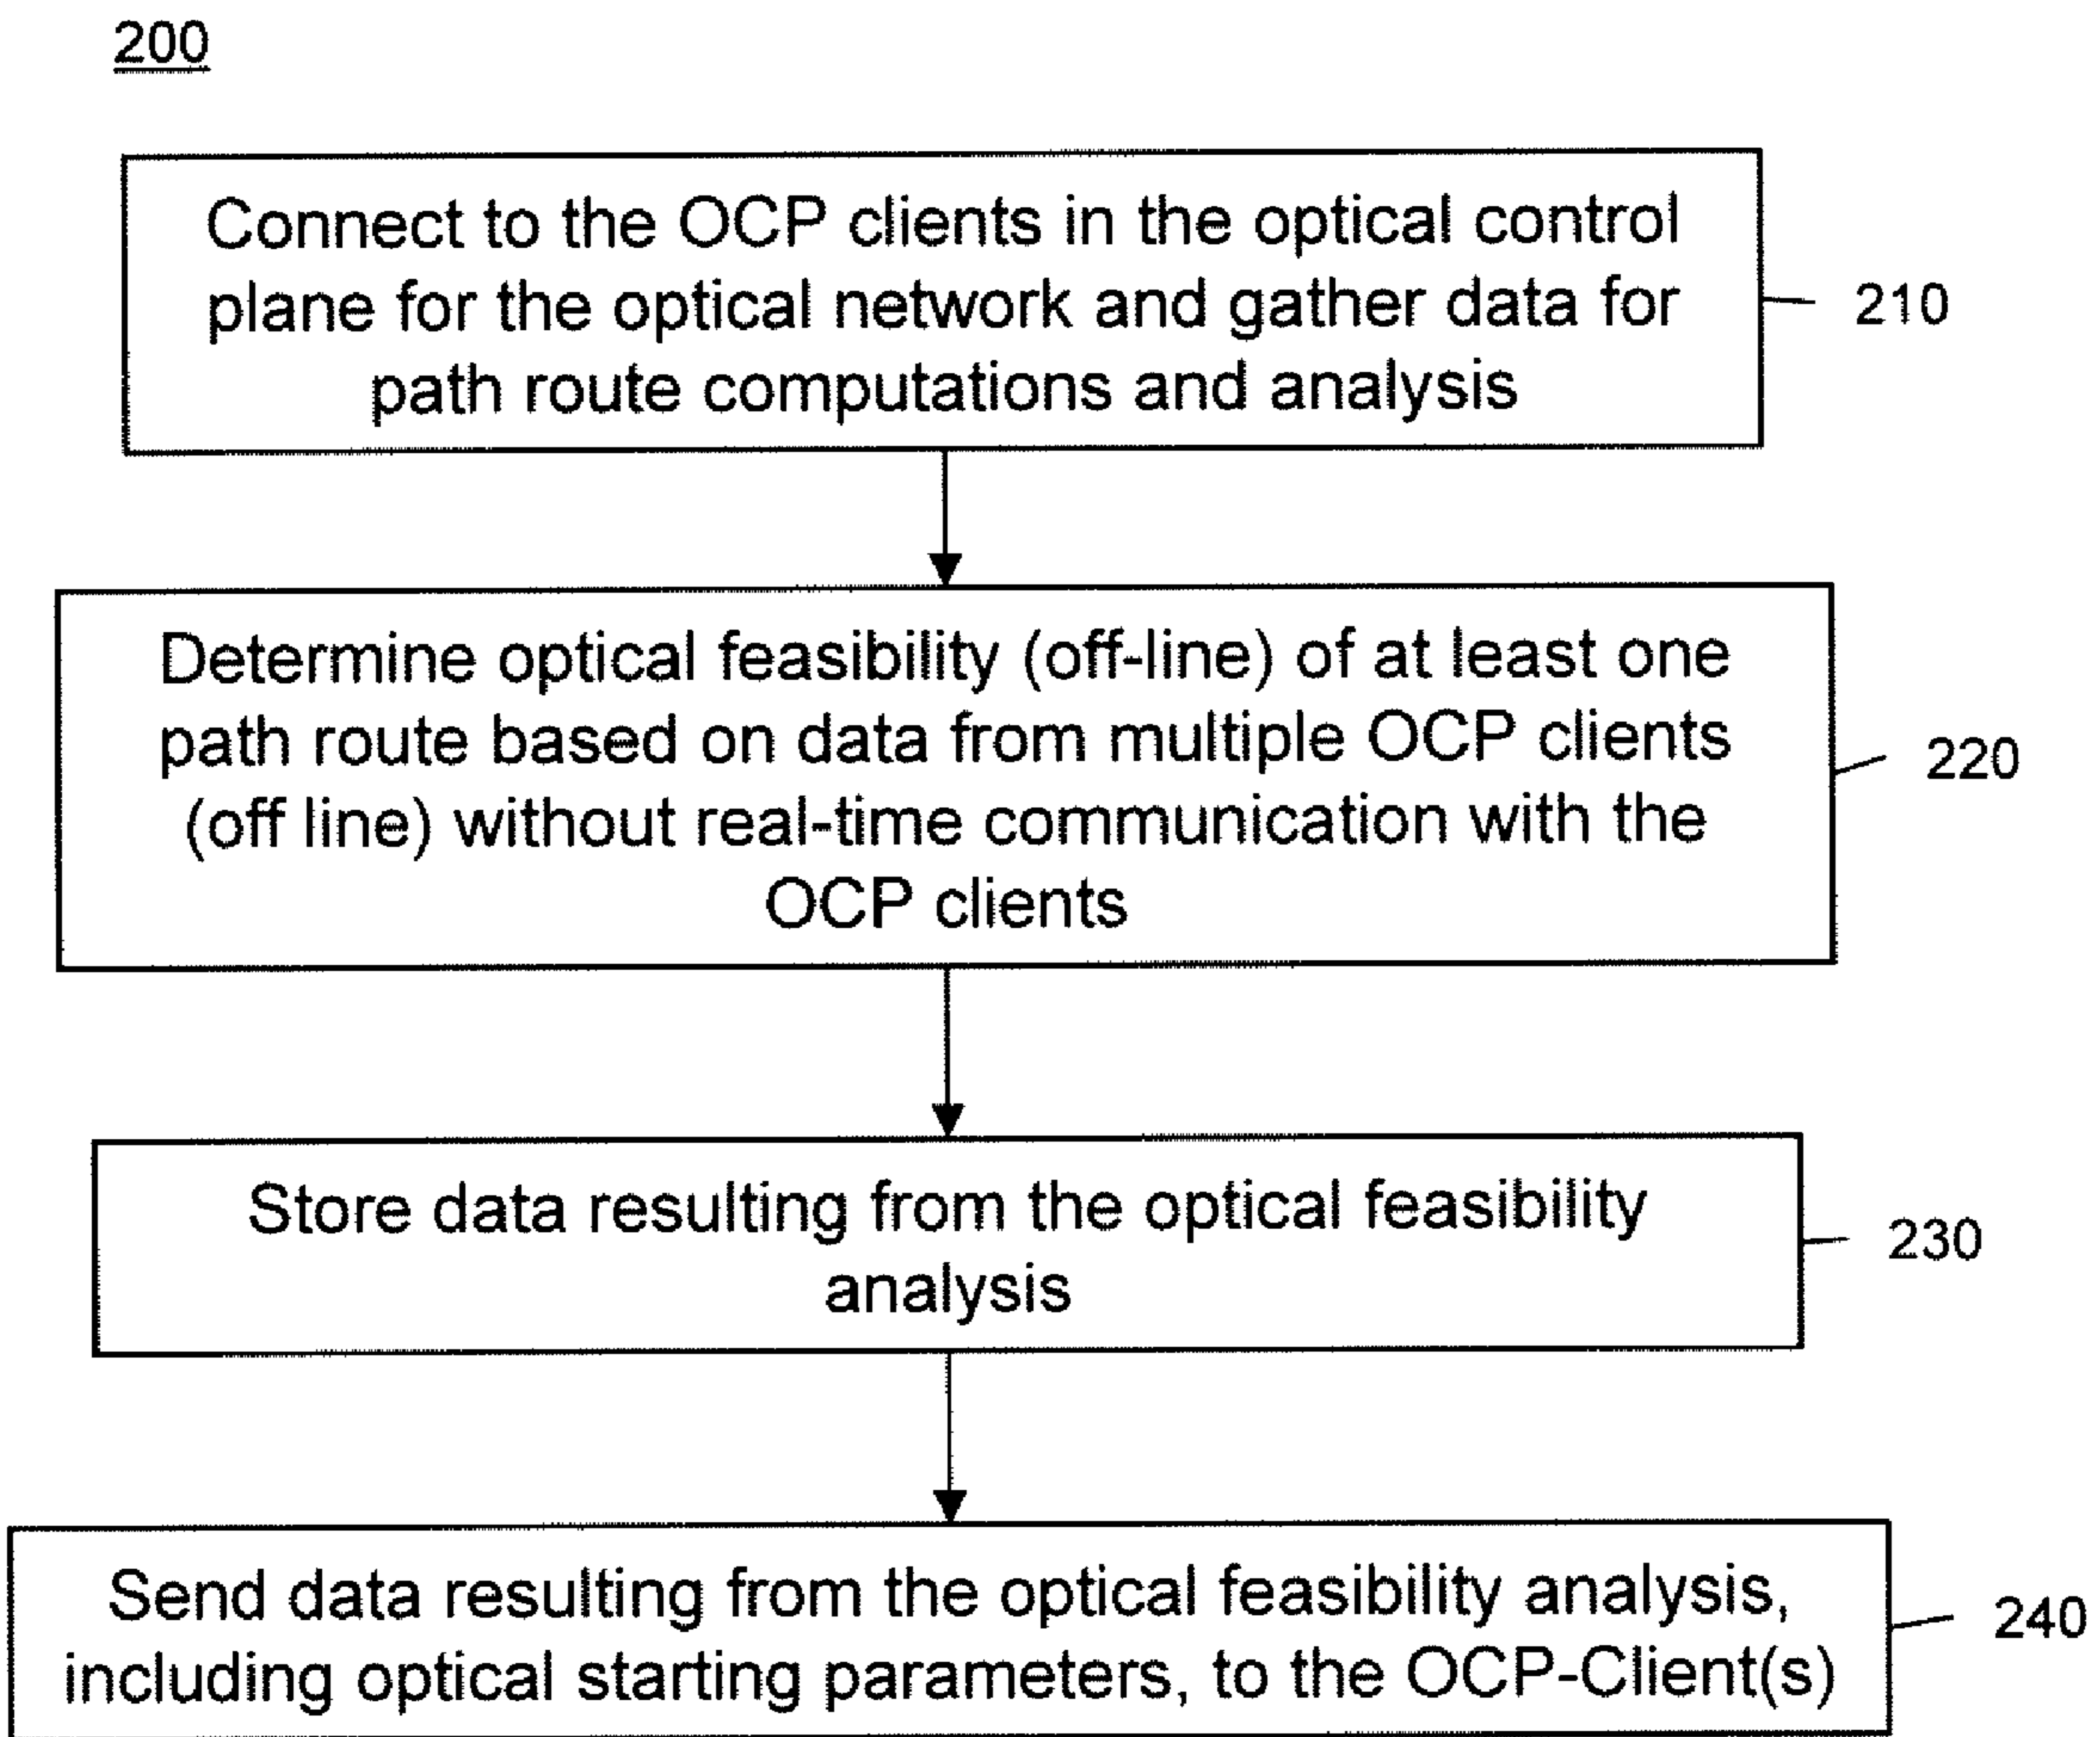 200
Connect to the OCP clients in the optical control
plane for the optical network and gather data for
path route computations and analysis
210
Determine optical feasibility (off-line) of at least one
path route based on data from multiple OCP clients
(off line) without real-time communication with the
OCP clients
220
Store data resulting from the optical feasibility
analysis
230
Send data resulting from the optical feasibility analysis,
including optical starting parameters, to the OCP-Client(s)
240